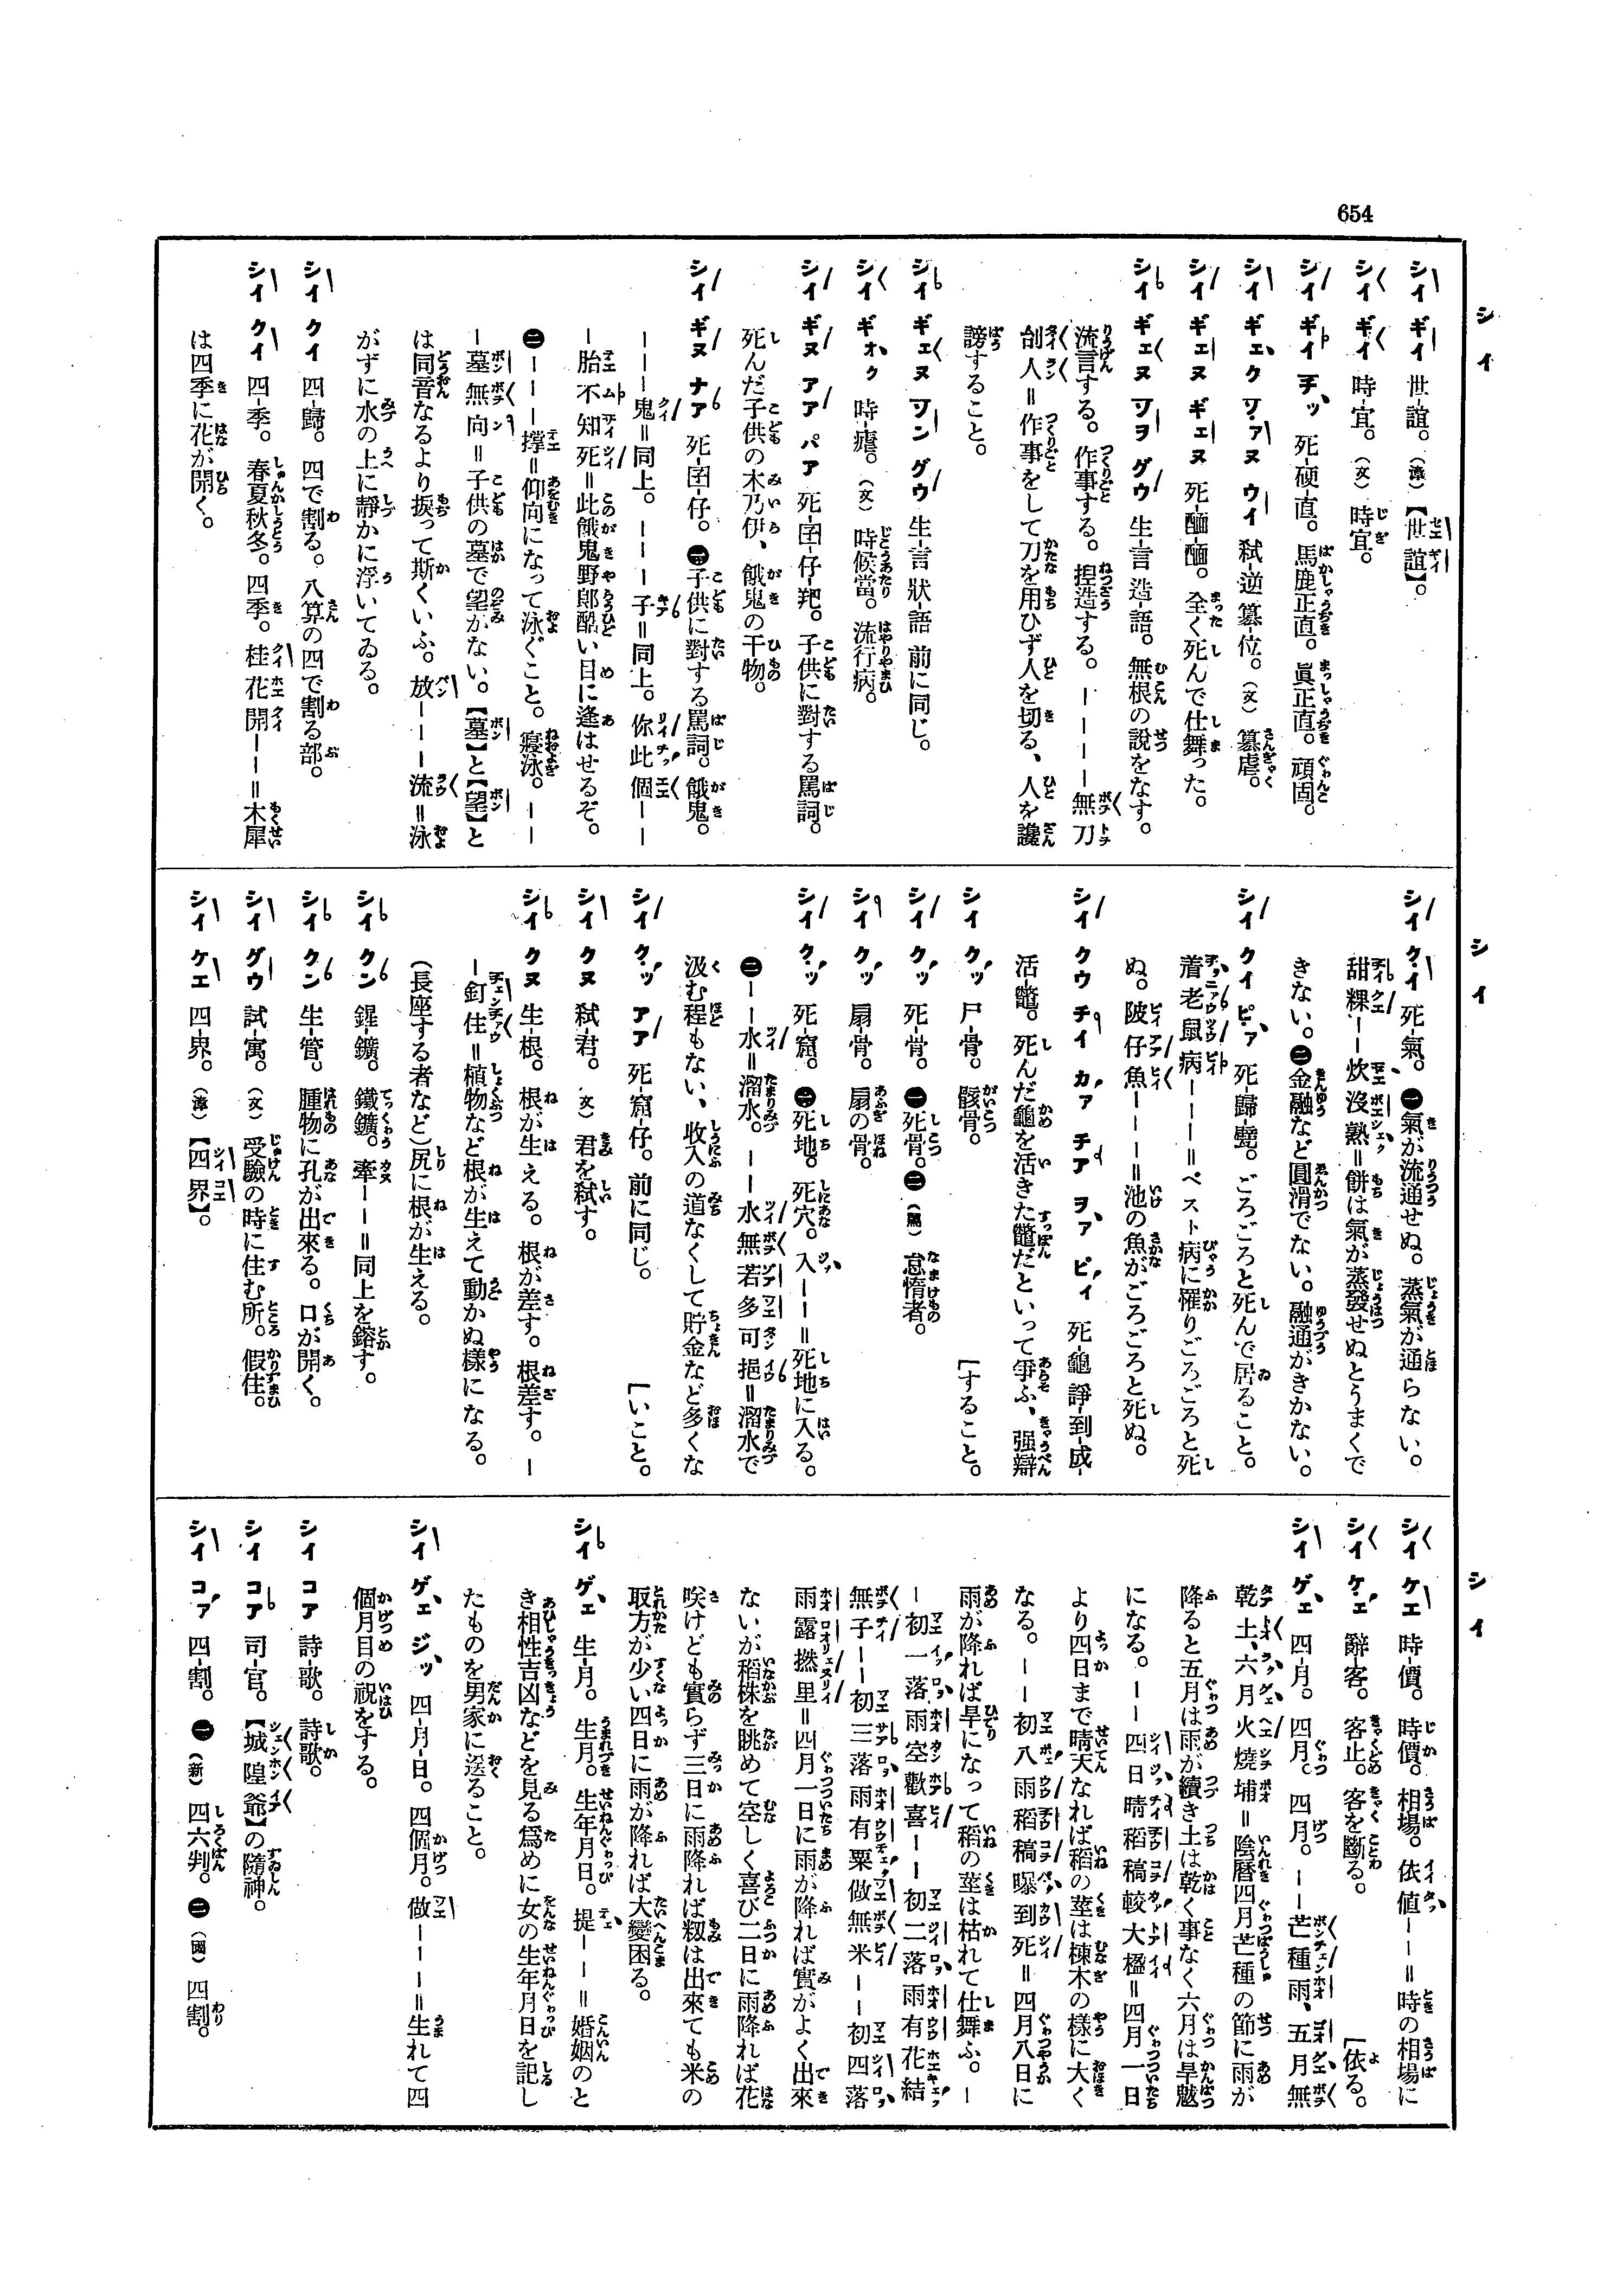 654
シイ
シイ ギイ 世-誼。（漳）【世誼】。
シイ ギイ 時-宜。（文）時宜。
シイ ギイ チッ 死-硬-直。馬鹿正直。眞正直。頑固。
シイ ギェク ツァヌ ウイ 弑-逆 簒-位。（文）簒虐。
シイ ギェヌ ギェヌ 死-𪘲-𪘲。全く死んで仕舞った。
シイ ギェヌ ツヲ グウ 生-言 造-語。無根の説をなす。
流言する。作事する。捏造する。ーーーー無刀
刣人＝作事をして刀を用ひず人を切る、人を讒
謗すること。
シイ ギェヌ ツン グウ 生-言 狀-語 前に同じ。
シイ ギォク 時-瘧。（文）時候當。流行病。
シイ ギヌ アア パア 死-囝-仔-羓。子供に對する罵詞。
死んだ子供の木乃伊、餓鬼の干物。
シイ ギヌ ナア 死-囝-仔。㊀子供に對する罵詞。餓鬼。
ーーー鬼＝同上。ーーー子＝同上。你此個ーー
ー胎不知死＝此餓鬼野郎酷い目に逢はせるぞ。
㊁ーーー撑＝仰向になって泳ぐこと。寢泳。ーー
ー墓無向＝子供の墓で望がない。【墓】と【望】と
は同音なるより捩って斯くいふ。放ーーー流＝泳
がずに水の上に靜かに浮いてゐる。
シイ クイ 四-歸。四で割る。八算の四で割る部。
シイ クイ 四-季。春夏秋冬。四季。桂花開ーー＝木犀
は四季に花が開く。
シイ
シイ クイ 死-氣。㊀氣が流通せぬ。蒸氣が通らない。
甜粿ーー炊沒熟＝餠は氣が蒸發せぬとうまくで
きない。㊁金融など圓滑でない。融通がきかない。
シイ クイ ピァ 死-歸-甓。ごろごろと死んで居ること。
着老鼠病ーーー＝ペスト病に罹りごろごろと死
ぬ。陂仔魚ーーー＝池の魚がごろごろと死ぬ。
シイ クウ チイ カァ チア ヲァ ピィ 死-龜 諍-到-成-
活-鼈。死んだ龜を活きた鼈だといって爭ふ、强辯
シイ クッ 尸-骨。骸骨。［すること。
シイ クッ 死-骨。㊀死骨。㊁（罵）怠惰者。
シイ クッ 扇-骨。扇の骨。
シイ クッ 死-窟。㊀死地。死穴。入ーー＝死地に入る。
㊁ーー水＝溜水。ーー水無若多可挹＝溜水で
汲む程もない、收入の道なくして貯金など多くな
シイ クッ アア 死-窟-仔。前に同じ。［いこと。
シイ クヌ 弑-君。（文）君を弑す。
シイ クヌ 生-根。根が生える。根が差す。根差す。ー
ー釘住＝植物など根が生えて動かぬ樣になる。
（長座する者など）尻に根が生える。
シイ クン 鉎-鑛。鐵鑛。牽ーー＝同上を鎔す。
シイ クン 生-管。腫物に孔が出來る。口が開く。
シイ グウ 試-寓。（文）受驗の時に住む所。假住。
シイ ケエ 四-界。（漳）【四界】。
シイ
シイ ケエ 時-價。時價。相場。依値ーー＝時の相場に
シイ ケェ 辭-客。客止。客を斷る。［依る。
シイ ゲェ 四-月。四月。四月。ーー芒種雨、五月無
乾土、六月火燒埔＝陰曆四月芒種の節に雨が
降ると五月は雨が續き土は乾く事なく六月は旱魃
になる。ーー四日晴稻稿較大楹＝四月一日
より四日まで晴天なれば稻の莖は棟木の樣に大く
なる。ーー初八雨稻稿曝到死＝四月八日に
雨が降れば旱になって稻の莖は枯れて仕舞ふ。ー
ー初一落雨空歡喜ーー初二落雨有花結
無子ーー初三落雨有粟做無米ーー初四落
雨露撚里＝四月一日に雨が降れば實がよく出來
ないが稻株を眺めて空しく喜び二日に雨降れば花
咲けども實らず三日に雨降れば籾は出來ても米の
取方が少い四日に雨が降れば大變困る。
シイ ゲェ 生-月。生月。生年月日。提ーー＝婚姻のと
き相性吉凶などを見る爲めに女の生年月日を記し
たものを男家に送ること。
シイ ゲェ ジッ 四-月-日。四個月。做ーーー＝生れて四
個月目の祝をする。
シイ コア 詩-歌。詩歌。
シイ コア 司-官。【城隍爺】の隨神。
シイ コァ 四-割。㊀（新）四六判。㊁（國）四割。